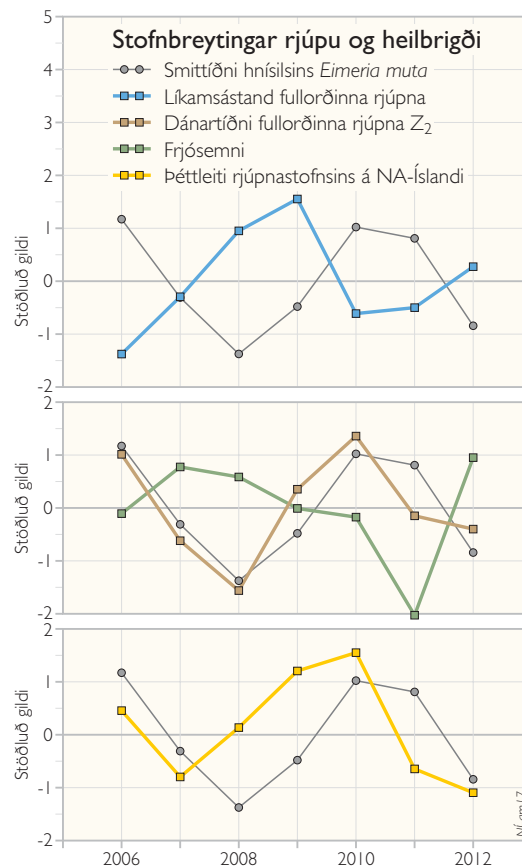 Stofnbreytingar rjúpu og heilbrigði
Smittíðni hnísilsins Eimeria muta
Líkamsástand fullorðinna rjúpna
Dánartíðni fullorðinna rjúpna Z₂
Frjósemni
Þéttleiti rjúpnastofnsins á NA-Íslandi
5
4
3
2
1
0
-1
-2
Stöðluð gildi
2
1
0
-1
-2
Stöðluð gildi
2
1
0
-1
-2
Stöðluð gildi
2006
2008
2010
2012